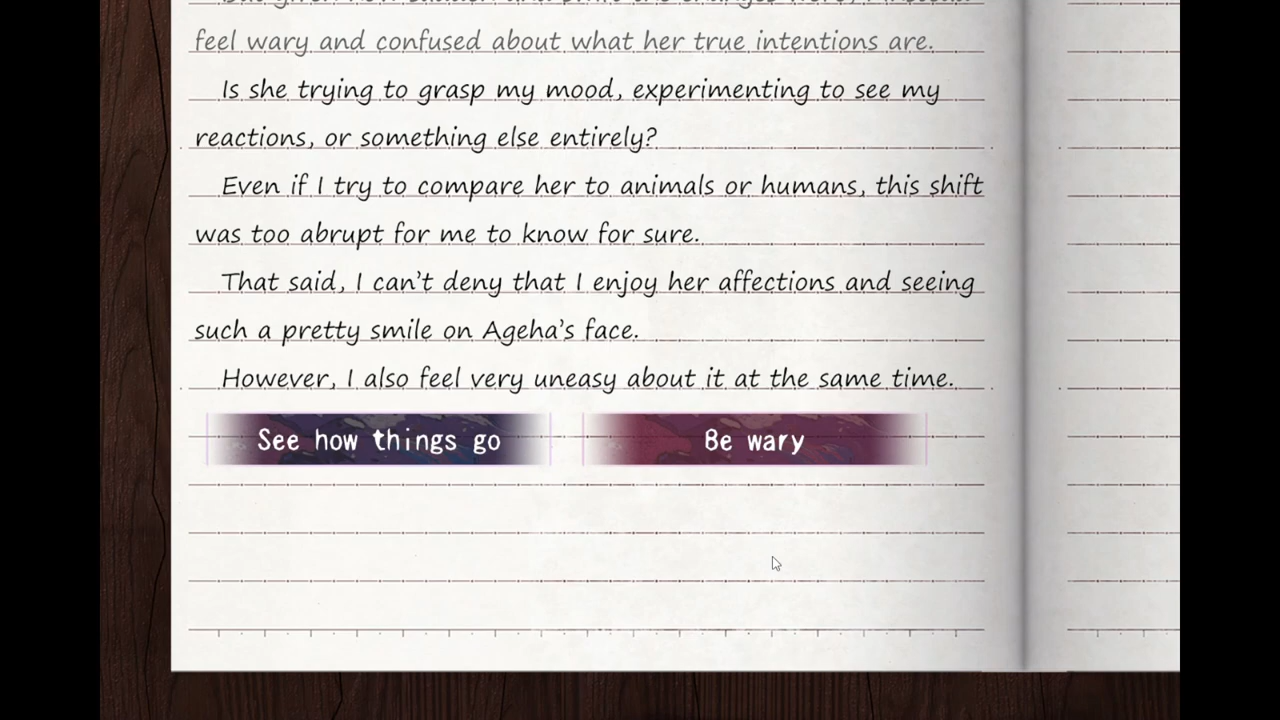 feel wary and confused about what her true intentions are.
Is she trying to grasp my mood, experimenting to see my
reactions, or something else entirely?
Even if I try to compare her to animals or humans, this shift
was too abrupt for me to know for sure.
That said, I can't deny that I enjoy her affections and seeing
such a pretty smile on Ageha's face.
However, I also feel very uneasy about it at the same time.
See how things go
Be wary